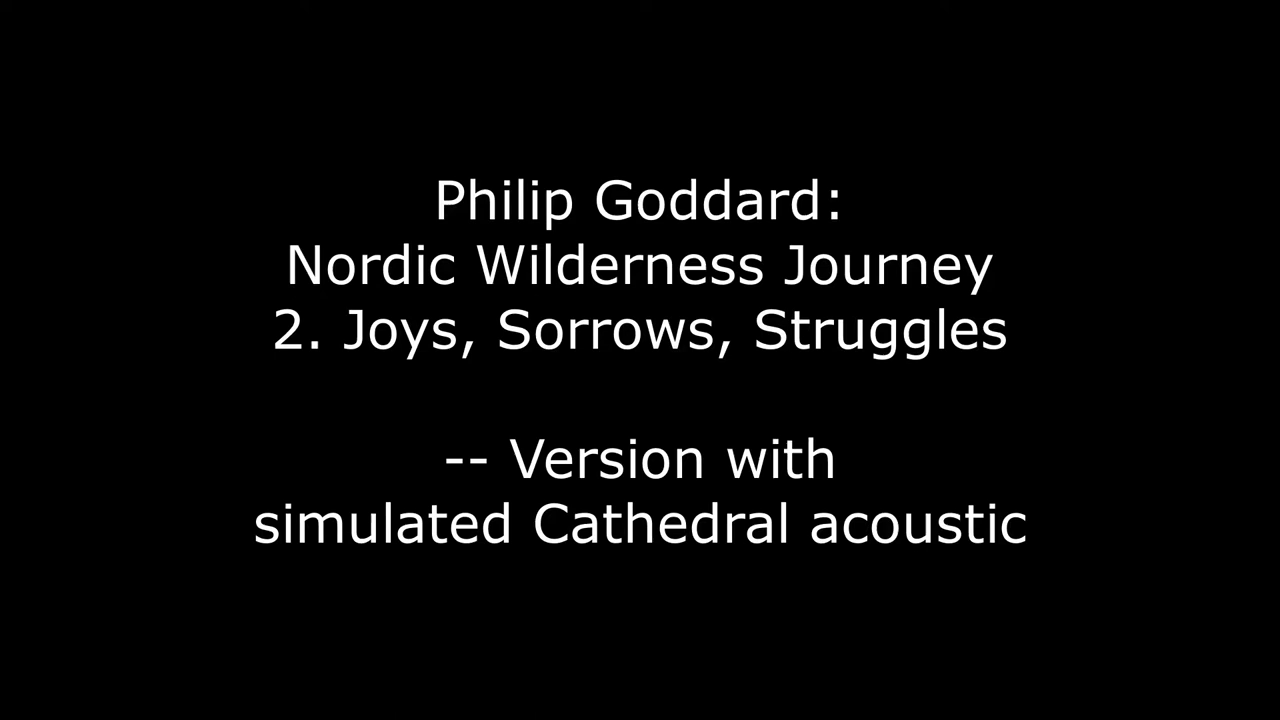 Philip Goddard:
Nordic Wilderness Journey
2. Joys, Sorrows, Struggles
-- Version with
simulated Cathedral acoustic